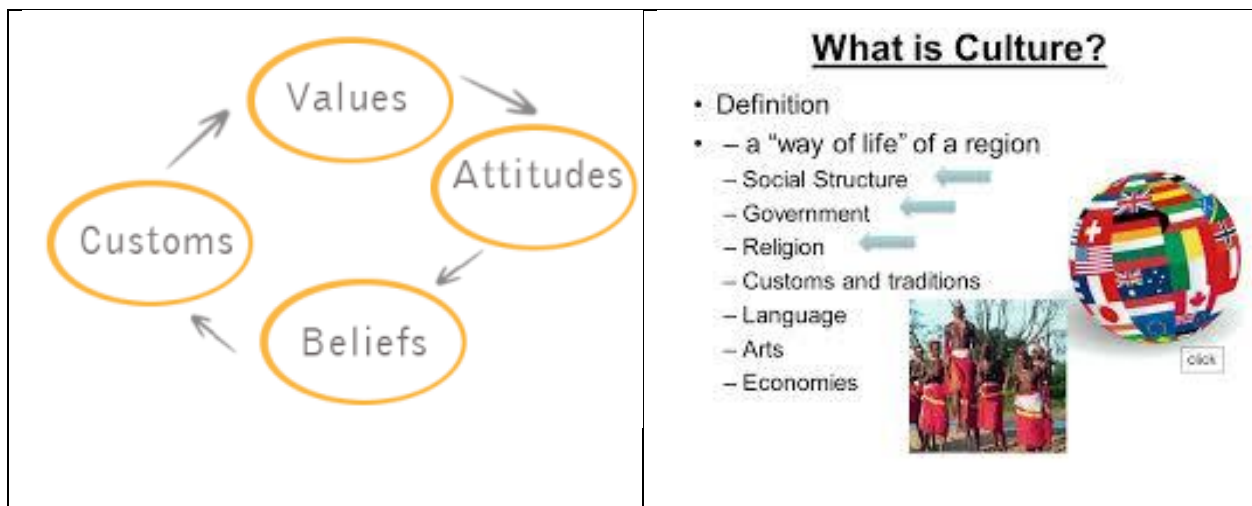 Values
Attitudes
Customs
Beliefs
What is Culture?
• Definition
• – a “way of life” of a region
– Social Structure
– Government
– Religion
– Customs and traditions
– Language
– Arts
– Economies
click